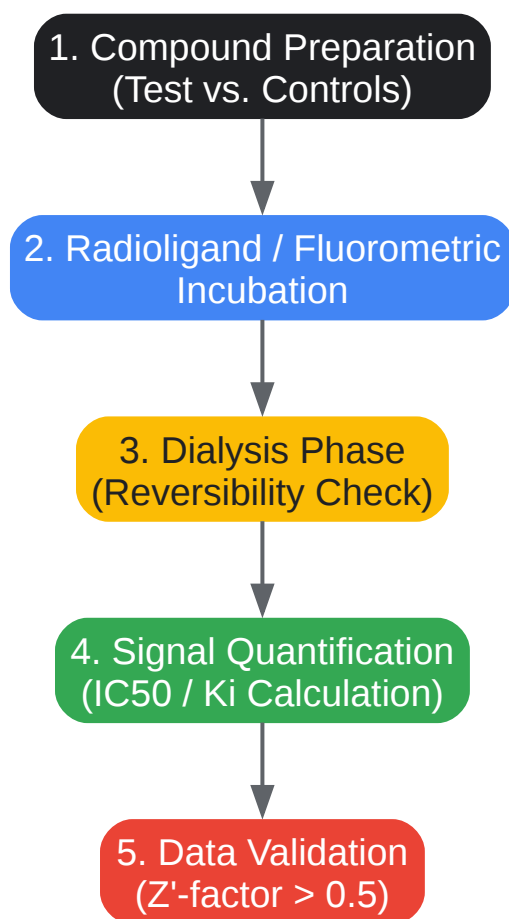 1. Compound Preparation
(Test vs. Controls)
2. Radioligand / Fluorometric
Incubation
3. Dialysis Phase
(Reversibility Check)
4. Signal Quantification
(IC50 / Ki Calculation)
5. Data Validation
(Z'-factor > 0.5)